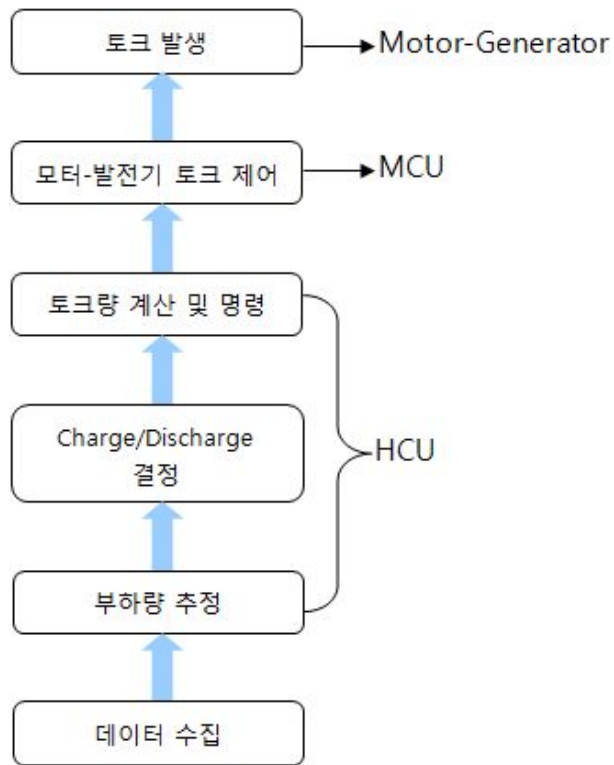 토크 발생
Motor-Generator
모터-발전기 토크 제어
MCU
토크량 계산 및 명령
Charge/Discharge
결정
HCU
부하량 추정
데이터 수집